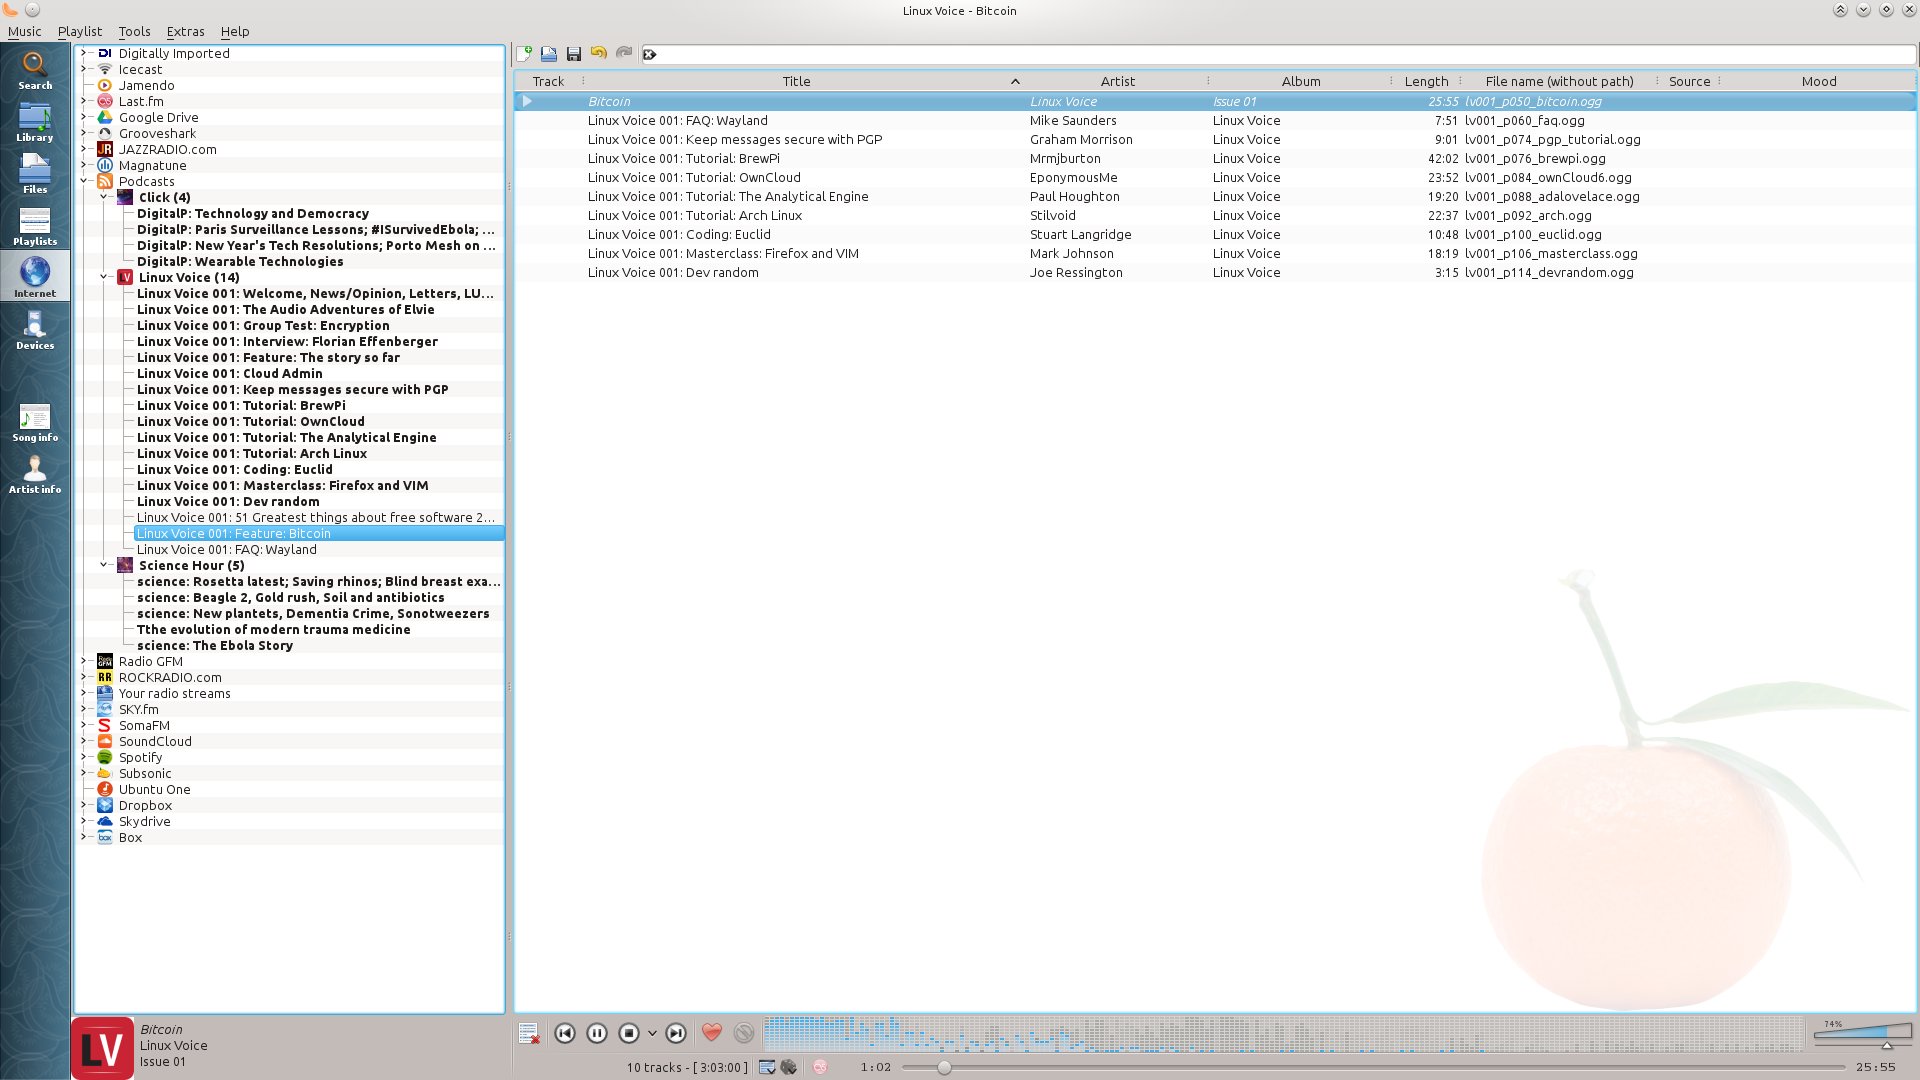 Linux Voice - Bitcoin
Music Playlist Tools Extras Help
Search
Library
Files
Playlists
Internet
Devices
Song info
Artist info
DI Digitally Imported
Icecast
Jamendo
Last.fm
Google Drive
Grooveshark
JR JAZZRADIO.com
Magnatune
Podcasts
Click (4)
DigitalP: Technology and Democracy
DigitalP: Paris Surveillance Lessons; #ISurvivedEbola; ...
DigitalP: New Year's Tech Resolutions; Porto Mesh on ...
DigitalP: Wearable Technologies
LV Linux Voice (14)
Linux Voice 001: Welcome, News/Opinion, Letters, LU...
Linux Voice 001: The Audio Adventures of Elvie
Linux Voice 001: Group Test: Encryption
Linux Voice 001: Interview: Florian Effenberger
Linux Voice 001: Feature: The story so far
Linux Voice 001: Cloud Admin
Linux Voice 001: Keep messages secure with PGP
Linux Voice 001: Tutorial: BrewPi
Linux Voice 001: Tutorial: OwnCloud
Linux Voice 001: Tutorial: The Analytical Engine
Linux Voice 001: Tutorial: Arch Linux
Linux Voice 001: Coding: Euclid
Linux Voice 001: Masterclass: Firefox and VIM
Linux Voice 001: Dev random
Linux Voice 001: 51 Greatest things about free software 2...
Linux Voice 001: Feature: Bitcoin
Linux Voice 001: FAQ: Wayland
Science Hour (5)
science: Rosetta latest; Saving rhinos; Blind breast exa...
science: Beagle 2, Gold rush, Soil and antibiotics
science: New plantets, Dementia Crime, Sonotweezers
Tthe evolution of modern trauma medicine
science: The Ebola Story
Radio GFM Radio GFM
RR ROCKRADIO.com
Your radio streams
SKY.fm
S SomaFM
SoundCloud
Spotify
Subsonic
Ubuntu One
Dropbox
Skydrive
box Box
Track Title Artist Album Length File name (without path) Source Mood
Bitcoin Linux Voice Issue 01 25:55 lv001_p050_bitcoin.ogg
Linux Voice 001: FAQ: Wayland Mike Saunders Linux Voice 7:51 lv001_p060_faq.ogg
Linux Voice 001: Keep messages secure with PGP Graham Morrison Linux Voice 9:01 lv001_p074_pgp_tutorial.ogg
Linux Voice 001: Tutorial: BrewPi Mrmjburton Linux Voice 42:02 lv001_p076_brewpi.ogg
Linux Voice 001: Tutorial: OwnCloud EponymousMe Linux Voice 23:52 lv001_p084_ownCloud6.ogg
Linux Voice 001: Tutorial: The Analytical Engine Paul Houghton Linux Voice 19:20 lv001_p088_adalovelace.ogg
Linux Voice 001: Tutorial: Arch Linux Stilvoid Linux Voice 22:37 lv001_p092_arch.ogg
Linux Voice 001: Coding: Euclid Stuart Langridge Linux Voice 10:48 lv001_p100_euclid.ogg
Linux Voice 001: Masterclass: Firefox and VIM Mark Johnson Linux Voice 18:19 lv001_p106_masterclass.ogg
Linux Voice 001: Dev random Joe Ressington Linux Voice 3:15 lv001_p114_devrandom.ogg
LV
Bitcoin
Linux Voice
Issue 01
74%
10 tracks - [ 3:03:00 ]
1:02
25:55